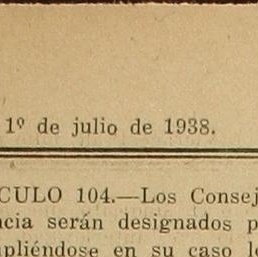 1º de julio de 1938.
CULO 104.—Los Consej
ncia serán designados p
mpliéndose en su caso l